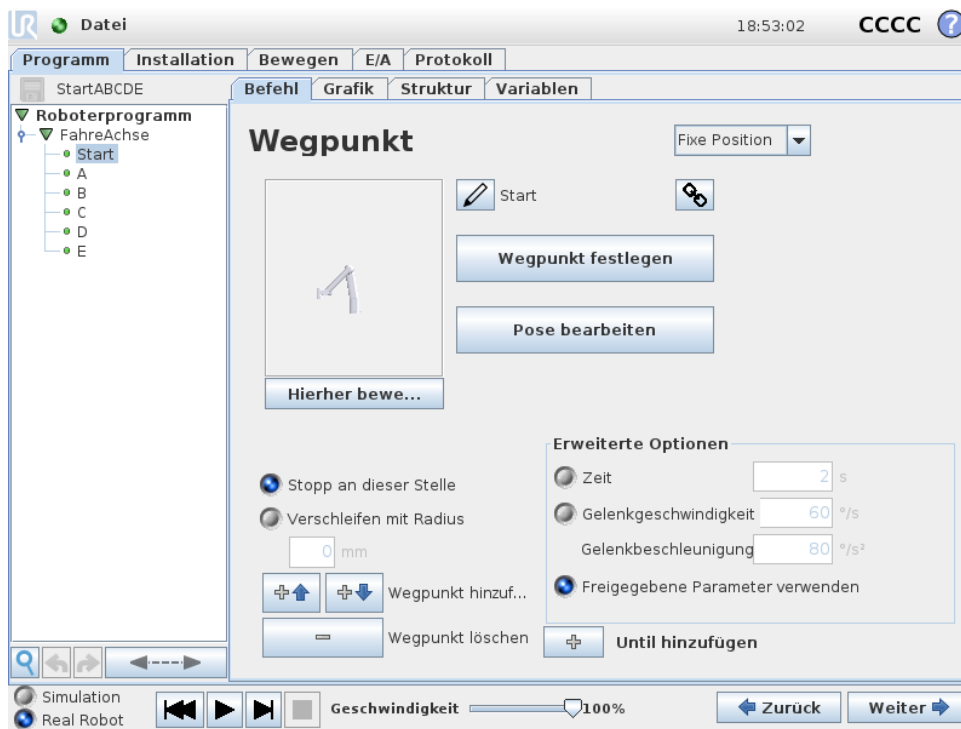 UR Datei 18:53:02 CCCC ?
Programm Installation Bewegen E/A Protokoll
StartABCDE
Befehl Grafik Struktur Variablen
Roboterprogramm
FahreAchse
Start
A
B
C
D
E
Wegpunkt
Fixe Position
Start
Wegpunkt festlegen
Pose bearbeiten
Hierher bewe...
Stopp an dieser Stelle
Verschleifen mit Radius
0 mm
Wegpunkt hinzuf...
Wegpunkt löschen
Erweiterte Optionen
Zeit 2 s
Gelenkgeschwindigkeit 60 °/s
Gelenkbeschleunigung 80 °/s²
Freigegebene Parameter verwenden
Until hinzufügen
Simulation
Real Robot
Geschwindigkeit 100%
Zurück
Weiter